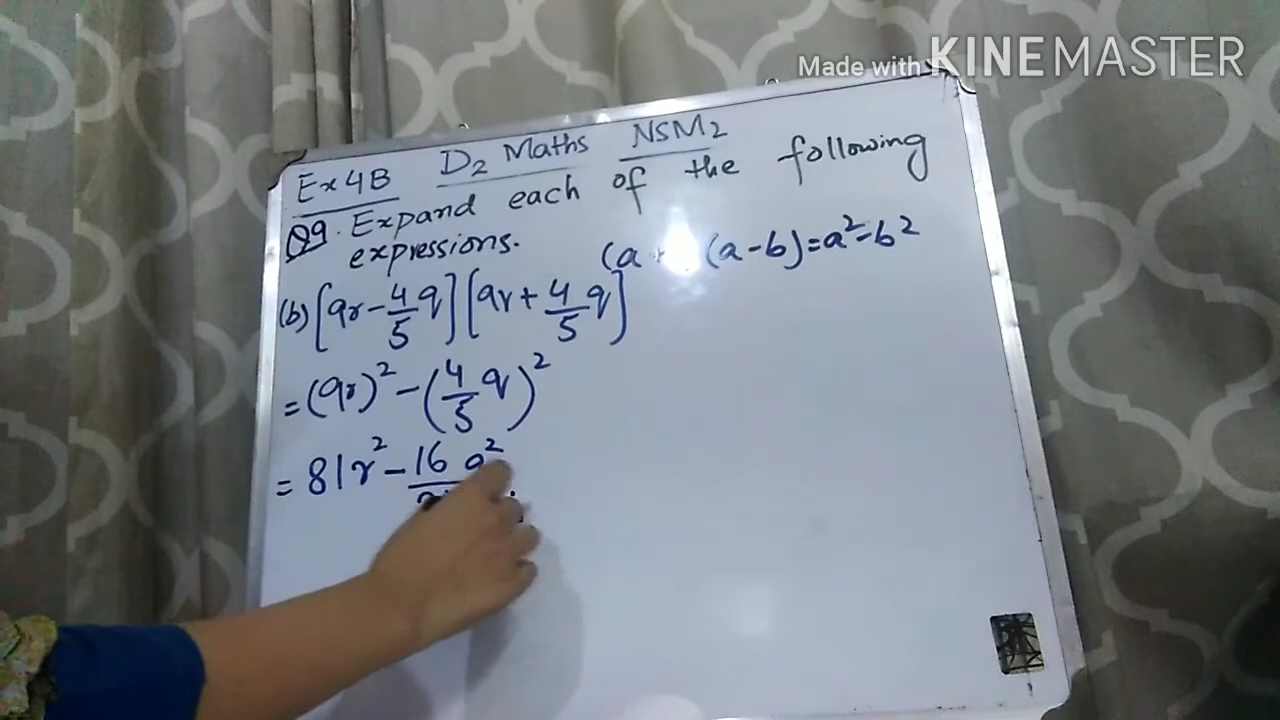 Made with KINEMASTER
Ex 4B D2 Maths NSM2
Q9. Expand each of the following
expressions.
(a + (a-b)=a²-b²
(b) [9r - 4/5 q] [9r + 4/5 q]
= (9r)² - (4/5 q)²
= 81r² - 16 q²